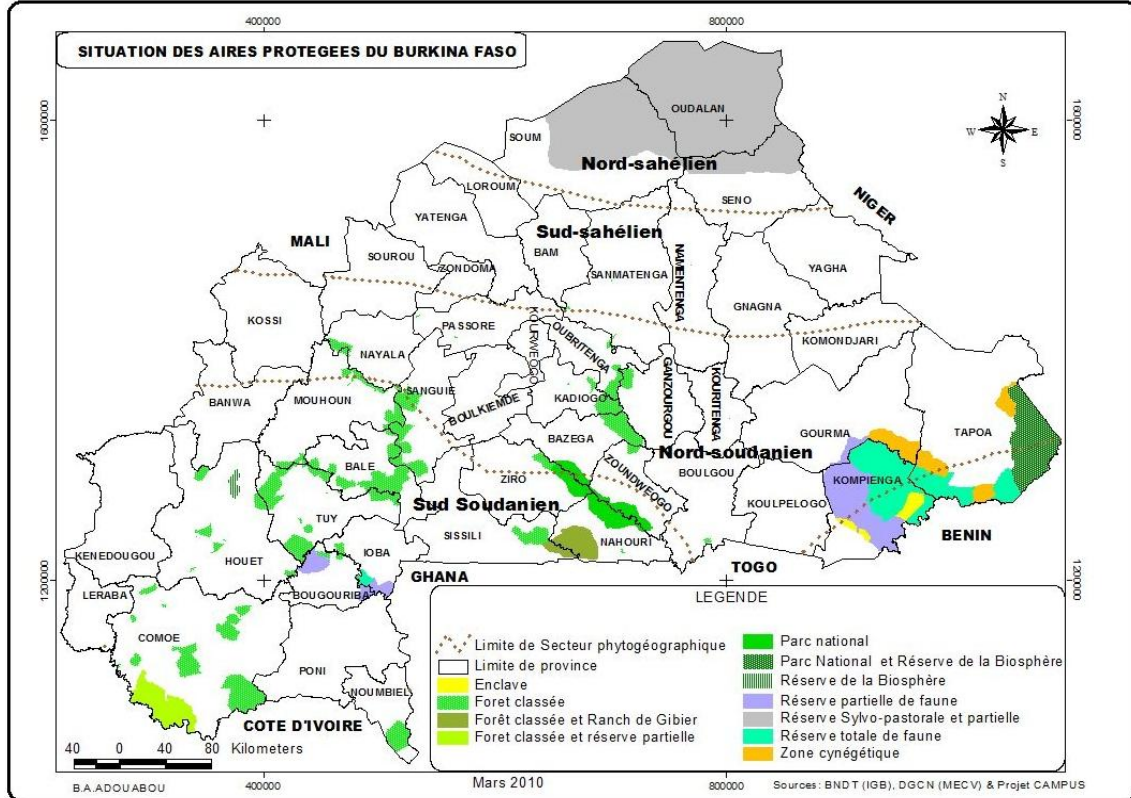 400000
800000
SITUATION DES AIRES PROTEGEES DU BURKINA FASO
1600000
1600000
OUDALAN
N
W
E
S
SOUM
Nord-sahélien
LOROUM
SENO
NIGER
YATENGA
Sud-sahélien
MALI
BAM
NAMENTENGA
SOUROU
ZONDOMA
SANMATENGA
YAGHA
GNAGNA
KOSSI
PASSORE
KOURWEOGO
OUBRITENGA
KOMONDJARI
NAYALA
GANZOURGOU
KOURITENGA
SANGUIE
BANWA
MOUHOUN
BOULKIEMDE
KADIOGO
BAZEGA
GOURMA
TAPOA
Nord-soudanien
BALE
ZIRO
ZOUNDWEOGO
BOULGOU
KOMPIENGA
KOULPELOGO
Sud Soudanien
TUY
SISSILI
NAHOURI
BENIN
KENEDOUGOU
HOUET
IOBA
GHANA
TOGO
1200000
1200000
LERABA
BOUGOURIBA
COMOE
PONI
NOUMBIEL
COTE D'IVOIRE
LEGENDE
Limite de Secteur phytogéographique
Limite de province
Enclave
Foret classée
Forêt classée et Ranch de Gibier
Foret classée et réserve partielle
Parc national
Parc National et Réserve de la Biosphère
Réserve de la Biosphère
Réserve partielle de faune
Réserve Sylvo-pastorale et partielle
Réserve totale de faune
Zone cynégétique
40 0 40 80 Kilometers
B.A.ADOUABOU
400000
Mars 2010
800000
Sources: BNDT (IGB), DGCN (MECV) & Projet CAMPUS